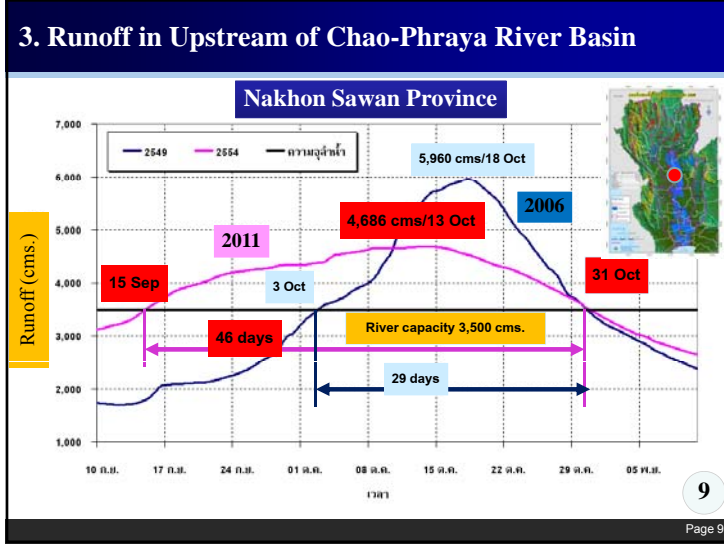 3. Runoff in Upstream of Chao-Phraya River Basin
Nakhon Sawan Province
7,000
6,000
5,000
4,000
3,000
2,000
1,000
Runoff (cms.)
2549
2554
ความจุลำน้ำ
5,960 cms/18 Oct
2006
4,686 cms/13 Oct
2011
15 Sep
3 Oct
31 Oct
River capacity 3,500 cms.
46 days
29 days
10 ก.ย. 17 ก.ย. 24 ก.ย. 01 ต.ค. 08 ต.ค. 15 ต.ค. 22 ต.ค. 29 ต.ค. 05 พ.ย.
เวลา
9
Page 9